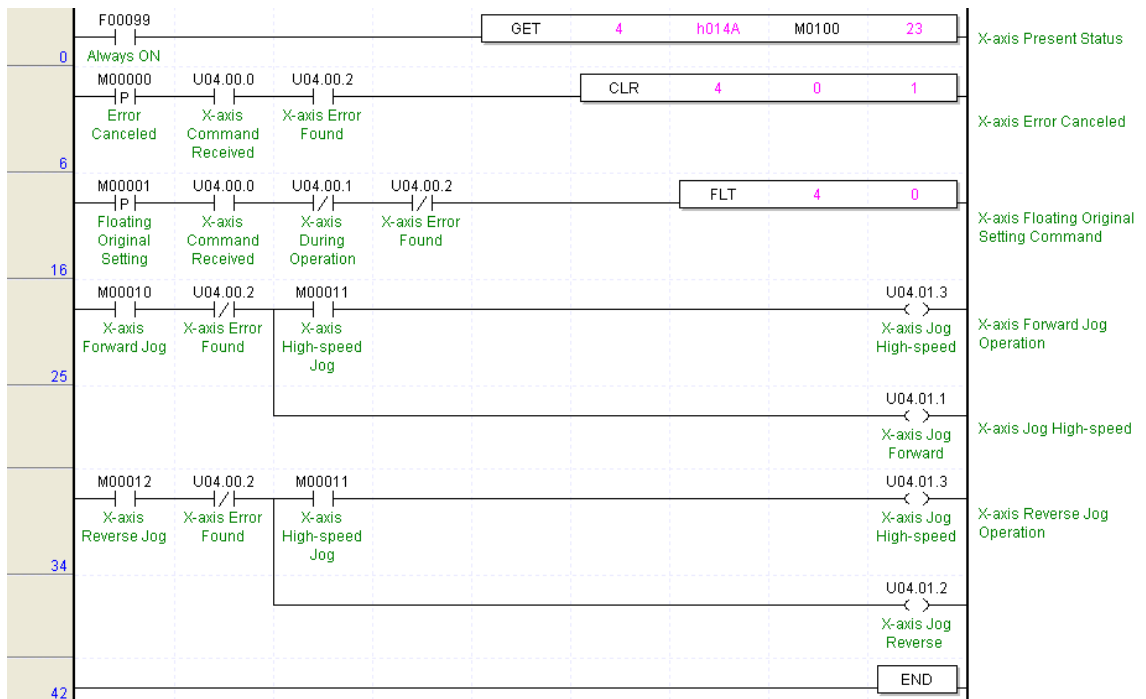 F00099
GET 4 h014A M0100 23
X-axis Present Status
0
Always ON
M00000 U04.00.0 U04.00.2
P
CLR 4 0 1
Error X-axis X-axis Error
Canceled Command Found
Received
X-axis Error Canceled
6
M00001 U04.00.0 U04.00.1 U04.00.2
P
FLT 4 0
Floating X-axis X-axis X-axis Error
Original Command During Found
Setting Received Operation
X-axis Floating Original
Setting Command
16
M00010 U04.00.2 M00011 U04.01.3
X-axis X-axis Error X-axis X-axis Jog
Forward Jog Found High-speed High-speed
Jog
X-axis Forward Jog
Operation
25
U04.01.1
X-axis Jog
Forward
X-axis Jog High-speed
M00012 U04.00.2 M00011 U04.01.3
X-axis X-axis Error X-axis X-axis Jog
Reverse Jog Found High-speed High-speed
Jog
X-axis Reverse Jog
Operation
34
U04.01.2
X-axis Jog
Reverse
END
42